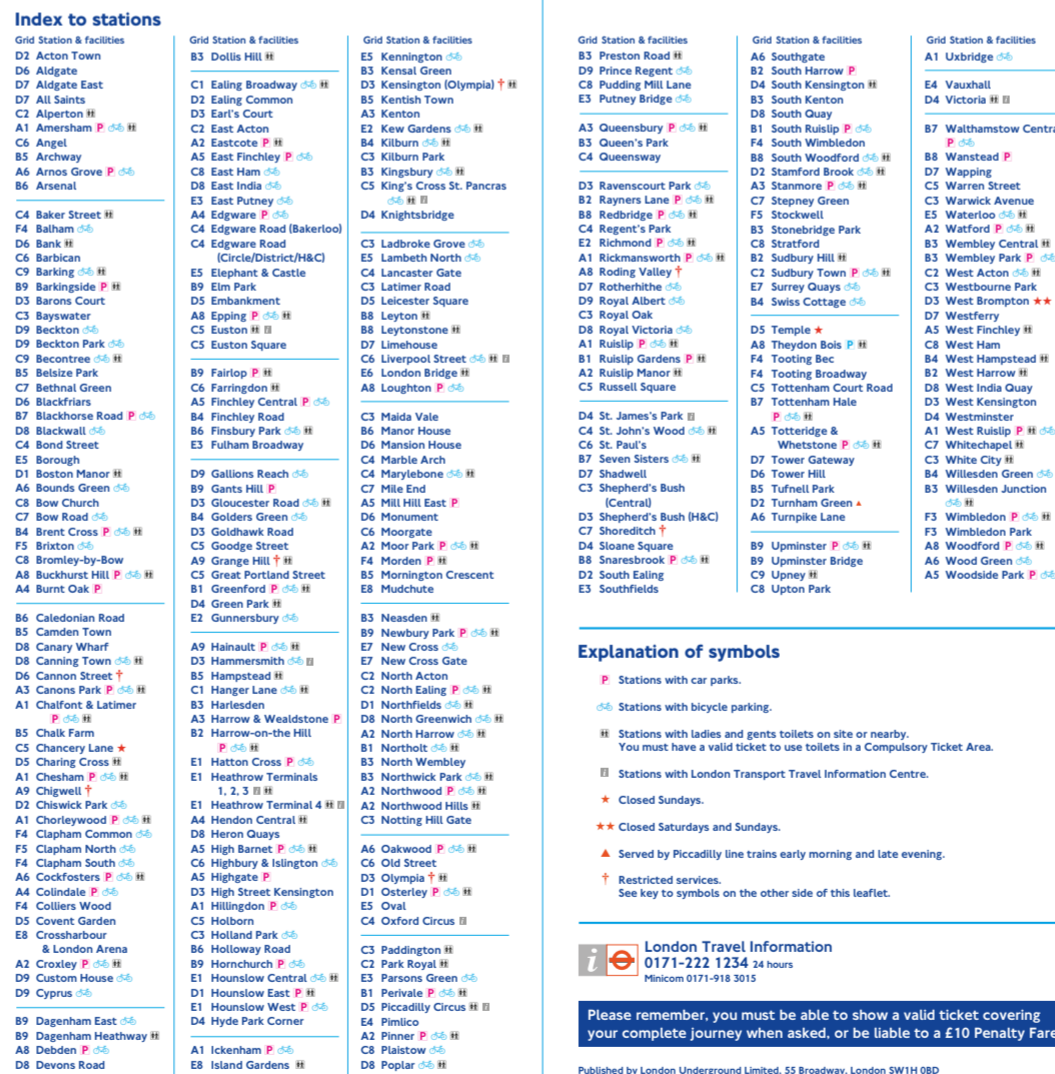 Index to stations
Grid Station & facilities
D2 Acton Town
D6 Aldgate
D7 Aldgate East
D7 All Saints
C2 Alperton
A1 Amersham P
C6 Angel
B5 Archway
A6 Arnos Grove P
B6 Arsenal
C4 Baker Street
F4 Balham
D6 Bank
C6 Barbican
C9 Barking
B9 Barkingside P
D3 Barons Court
C3 Bayswater
D9 Beckton
D9 Beckton Park
C9 Becontree
B5 Belsize Park
C7 Bethnal Green
D6 Blackfriars
B7 Blackhorse Road P
D8 Blackwall
C4 Bond Street
E5 Borough
D1 Boston Manor
A6 Bounds Green
C8 Bow Church
C7 Bow Road
B4 Brent Cross P
F5 Brixton
C8 Bromley-by-Bow
A8 Buckhurst Hill P
A4 Burnt Oak P
B6 Caledonian Road
B5 Camden Town
D8 Canary Wharf
D8 Canning Town
D6 Cannon Street †
A3 Canons Park P
A1 Chalfont & Latimer
P
B5 Chalk Farm
C5 Chancery Lane ★
D5 Charing Cross
A1 Chesham P
A9 Chigwell †
D2 Chiswick Park
A1 Chorleywood P
F4 Clapham Common
F5 Clapham North
F4 Clapham South
A6 Cockfosters P
A4 Colindale P
F4 Colliers Wood
D5 Covent Garden
E8 Crossharbour
& London Arena
A2 Croxley P
D9 Custom House
D9 Cyprus
B9 Dagenham East
B9 Dagenham Heathway
A8 Debden P
D8 Devons Road
Grid Station & facilities
B3 Dollis Hill
C1 Ealing Broadway
D2 Ealing Common
D3 Earl's Court
C2 East Acton
A2 Eastcote P
A5 East Finchley P
C8 East Ham
D8 East India
E3 East Putney
A4 Edgware P
C4 Edgware Road (Bakerloo)
C4 Edgware Road
(Circle/District/H&C)
E5 Elephant & Castle
B9 Elm Park
D5 Embankment
A8 Epping P
C5 Euston
C5 Euston Square
B9 Fairlop P
C6 Farringdon
A5 Finchley Central P
B4 Finchley Road
B6 Finsbury Park
E3 Fulham Broadway
D9 Gallions Reach
B9 Gants Hill P
D3 Gloucester Road
B4 Golders Green
D3 Goldhawk Road
C5 Goodge Street
A9 Grange Hill †
C5 Great Portland Street
B1 Greenford P
D4 Green Park
E2 Gunnersbury
A9 Hainault P
D3 Hammersmith
B5 Hampstead
C1 Hanger Lane
B3 Harlesden
A3 Harrow & Wealdstone P
B2 Harrow-on-the Hill
P
E1 Hatton Cross P
E1 Heathrow Terminals
1, 2, 3
E1 Heathrow Terminal 4
A4 Hendon Central
D8 Heron Quays
A5 High Barnet P
C6 Highbury & Islington
A5 Highgate P
D3 High Street Kensington
A1 Hillingdon P
C5 Holborn
C3 Holland Park
B6 Holloway Road
B9 Hornchurch P
E1 Hounslow Central
D1 Hounslow East P
E1 Hounslow West P
D4 Hyde Park Corner
A1 Ickenham P
E8 Island Gardens
Grid Station & facilities
E5 Kennington
B3 Kensal Green
D3 Kensington (Olympia) †
B5 Kentish Town
A3 Kenton
E2 Kew Gardens
B4 Kilburn
C3 Kilburn Park
B3 Kingsbury
C5 King's Cross St. Pancras
D4 Knightsbridge
C3 Ladbroke Grove
E5 Lambeth North
C4 Lancaster Gate
C3 Latimer Road
D5 Leicester Square
B8 Leyton
B8 Leytonstone
D7 Limehouse
C6 Liverpool Street
E6 London Bridge
A8 Loughton P
C3 Maida Vale
B6 Manor House
D6 Mansion House
C4 Marble Arch
C4 Marylebone
C7 Mile End
A5 Mill Hill East P
D6 Monument
C6 Moorgate
A2 Moor Park P
F4 Morden P
B5 Mornington Crescent
E8 Mudchute
B3 Neasden
B9 Newbury Park P
E7 New Cross
E7 New Cross Gate
C2 North Acton
C2 North Ealing P
D1 Northfields
D8 North Greenwich
A2 North Harrow
B1 Northolt
B3 North Wembley
B3 Northwick Park
A2 Northwood P
A2 Northwood Hills
C3 Notting Hill Gate
A6 Oakwood P
C6 Old Street
D3 Olympia †
D1 Osterley P
E5 Oval
C4 Oxford Circus
C3 Paddington
C2 Park Royal
E3 Parsons Green
B1 Perivale P
D5 Piccadilly Circus
E4 Pimlico
A2 Pinner P
C8 Plaistow
D8 Poplar
Grid Station & facilities
B3 Preston Road
D9 Prince Regent
C8 Pudding Mill Lane
E3 Putney Bridge
A3 Queensbury P
B3 Queen's Park
C4 Queensway
D3 Ravenscourt Park
B2 Rayners Lane P
B8 Redbridge P
C4 Regent's Park
E2 Richmond P
A1 Rickmansworth P
A8 Roding Valley †
D7 Rotherhithe
D9 Royal Albert
C3 Royal Oak
D8 Royal Victoria
A1 Ruislip P
B1 Ruislip Gardens P
A2 Ruislip Manor
C5 Russell Square
D4 St. James's Park
C4 St. John's Wood
C6 St. Paul's
B7 Seven Sisters
D7 Shadwell
C3 Shepherd's Bush
(Central)
D3 Shepherd's Bush (H&C)
C7 Shoreditch †
D4 Sloane Square
B8 Snaresbrook P
D2 South Ealing
E3 Southfields
Grid Station & facilities
A6 Southgate
B2 South Harrow P
D4 South Kensington
B3 South Kenton
D8 South Quay
B1 South Ruislip P
F4 South Wimbledon
B8 South Woodford
D2 Stamford Brook
A3 Stanmore P
C7 Stepney Green
F5 Stockwell
B3 Stonebridge Park
C8 Stratford
B2 Sudbury Hill
C2 Sudbury Town P
E7 Surrey Quays
B4 Swiss Cottage
D5 Temple ★
A8 Theydon Bois P
F4 Tooting Bec
F4 Tooting Broadway
C5 Tottenham Court Road
B7 Tottenham Hale
P
A5 Totteridge &
Whetstone P
D7 Tower Gateway
D6 Tower Hill
B5 Tufnell Park
D2 Turnham Green ▲
A6 Turnpike Lane
B9 Upminster P
B9 Upminster Bridge
C9 Upney
C8 Upton Park
Grid Station & facilities
A1 Uxbridge
E4 Vauxhall
D4 Victoria
B7 Walthamstow Centra
P
B8 Wanstead P
D7 Wapping
C5 Warren Street
C3 Warwick Avenue
E5 Waterloo
A2 Watford P
B3 Wembley Central
B3 Wembley Park P
C2 West Acton
C3 Westbourne Park
D3 West Brompton ★★
D7 Westferry
A5 West Finchley
C8 West Ham
B4 West Hampstead
B2 West Harrow
D8 West India Quay
D3 West Kensington
D4 Westminster
A1 West Ruislip P
C7 Whitechapel
C3 White City
B4 Willesden Green
B3 Willesden Junction
F3 Wimbledon P
F3 Wimbledon Park
A8 Woodford P
A6 Wood Green
A5 Woodside Park P
Explanation of symbols
P Stations with car parks.
Stations with bicycle parking.
Stations with ladies and gents toilets on site or nearby.
You must have a valid ticket to use toilets in a Compulsory Ticket Area.
Stations with London Transport Travel Information Centre.
★ Closed Sundays.
★★ Closed Saturdays and Sundays.
▲ Served by Piccadilly line trains early morning and late evening.
† Restricted services.
See key to symbols on the other side of this leaflet.
i London Travel Information
0171-222 1234 24 hours
Minicom 0171-918 3015
Please remember, you must be able to show a valid ticket covering
your complete journey when asked, or be liable to a £10 Penalty Fare
Published by London Underground Limited, 55 Broadway, London SW1H 0BD